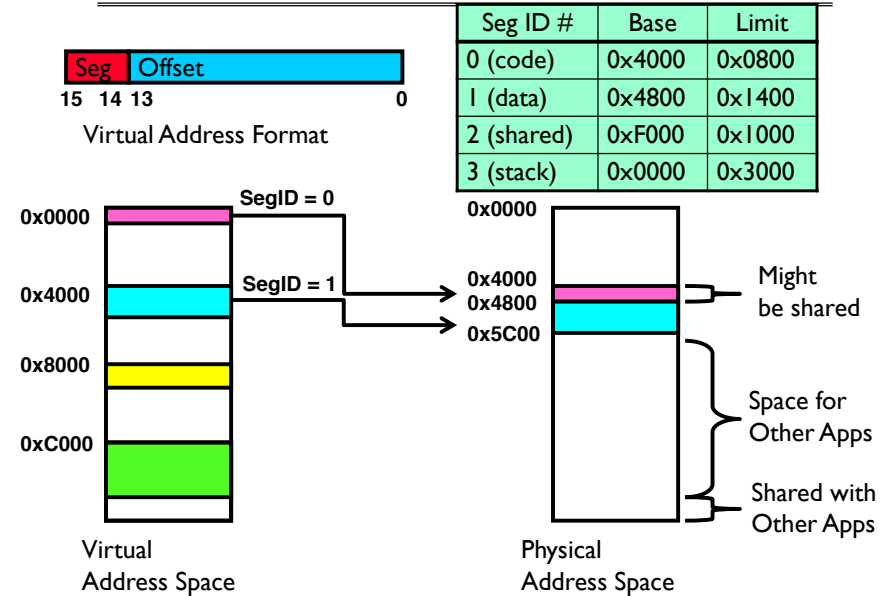 Seg ID # Base Limit
0 (code) 0x4000 0x0800
1 (data) 0x4800 0x1400
2 (shared) 0xF000 0x1000
3 (stack) 0x0000 0x3000
Seg Offset
15 14 13 0
Virtual Address Format
0x0000
0x4000
0x8000
0xC000
SegID = 0
SegID = 1
Virtual
Address Space
0x0000
0x4000
0x4800
0x5C00
Physical
Address Space
Might
be shared
Space for
Other Apps
Shared with
Other Apps